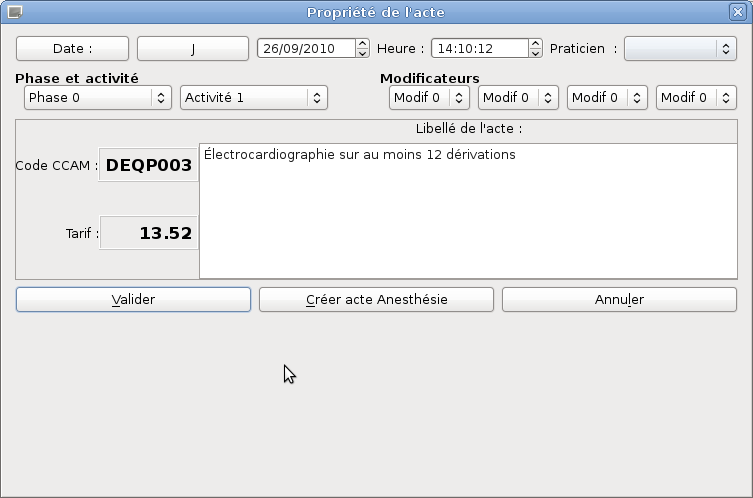 Propriété de l'acte
Date : J 26/09/2010 Heure : 14:10:12 Praticien :
Phase et activité Modificateurs
Phase 0 Activité 1 Modif 0 Modif 0 Modif 0 Modif 0
Libellé de l'acte :
Code CCAM : DEQP003 Électrocardiographie sur au moins 12 dérivations
Tarif : 13.52
Valider Créer acte Anesthésie Annuler